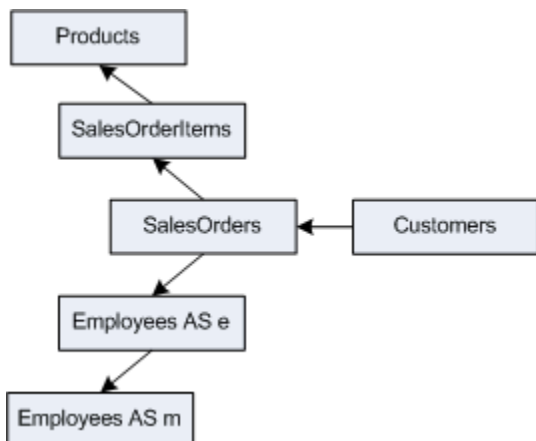 Products
SalesOrderItems
SalesOrders
Customers
Employees AS e
Employees AS m